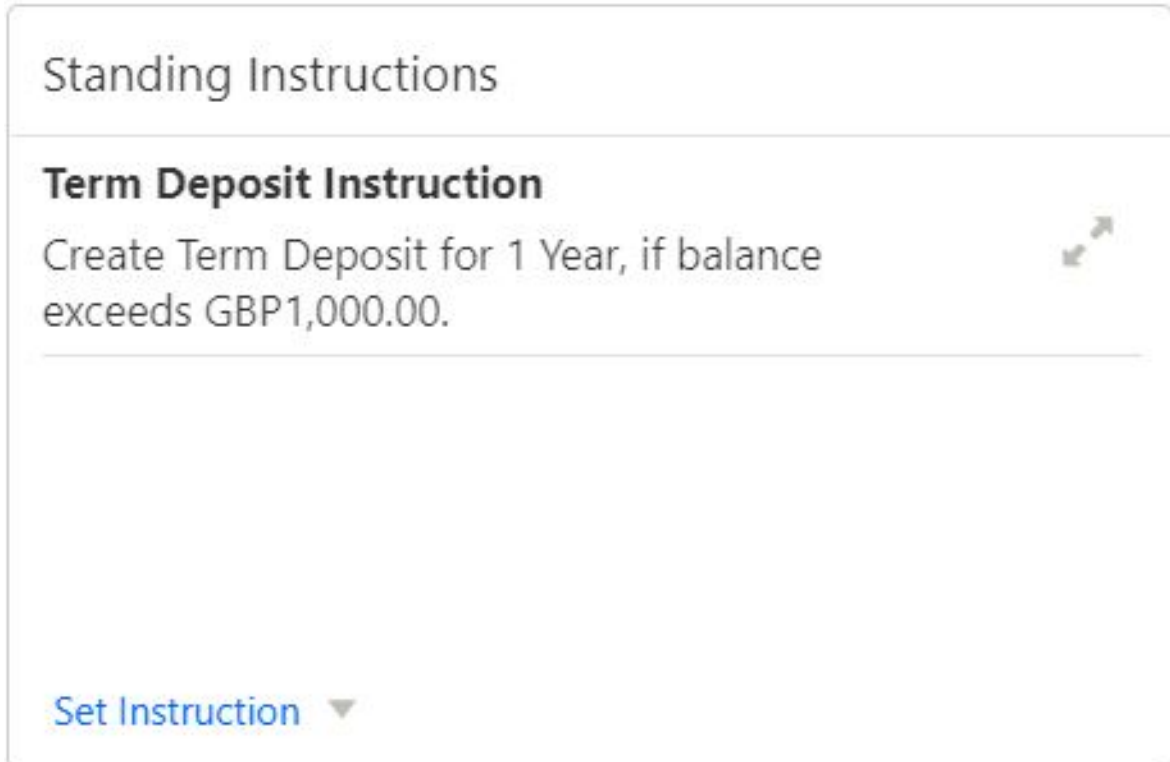 Standing Instructions
Term Deposit Instruction
Create Term Deposit for 1 Year, if balance
exceeds GBP1,000.00.
Set Instruction